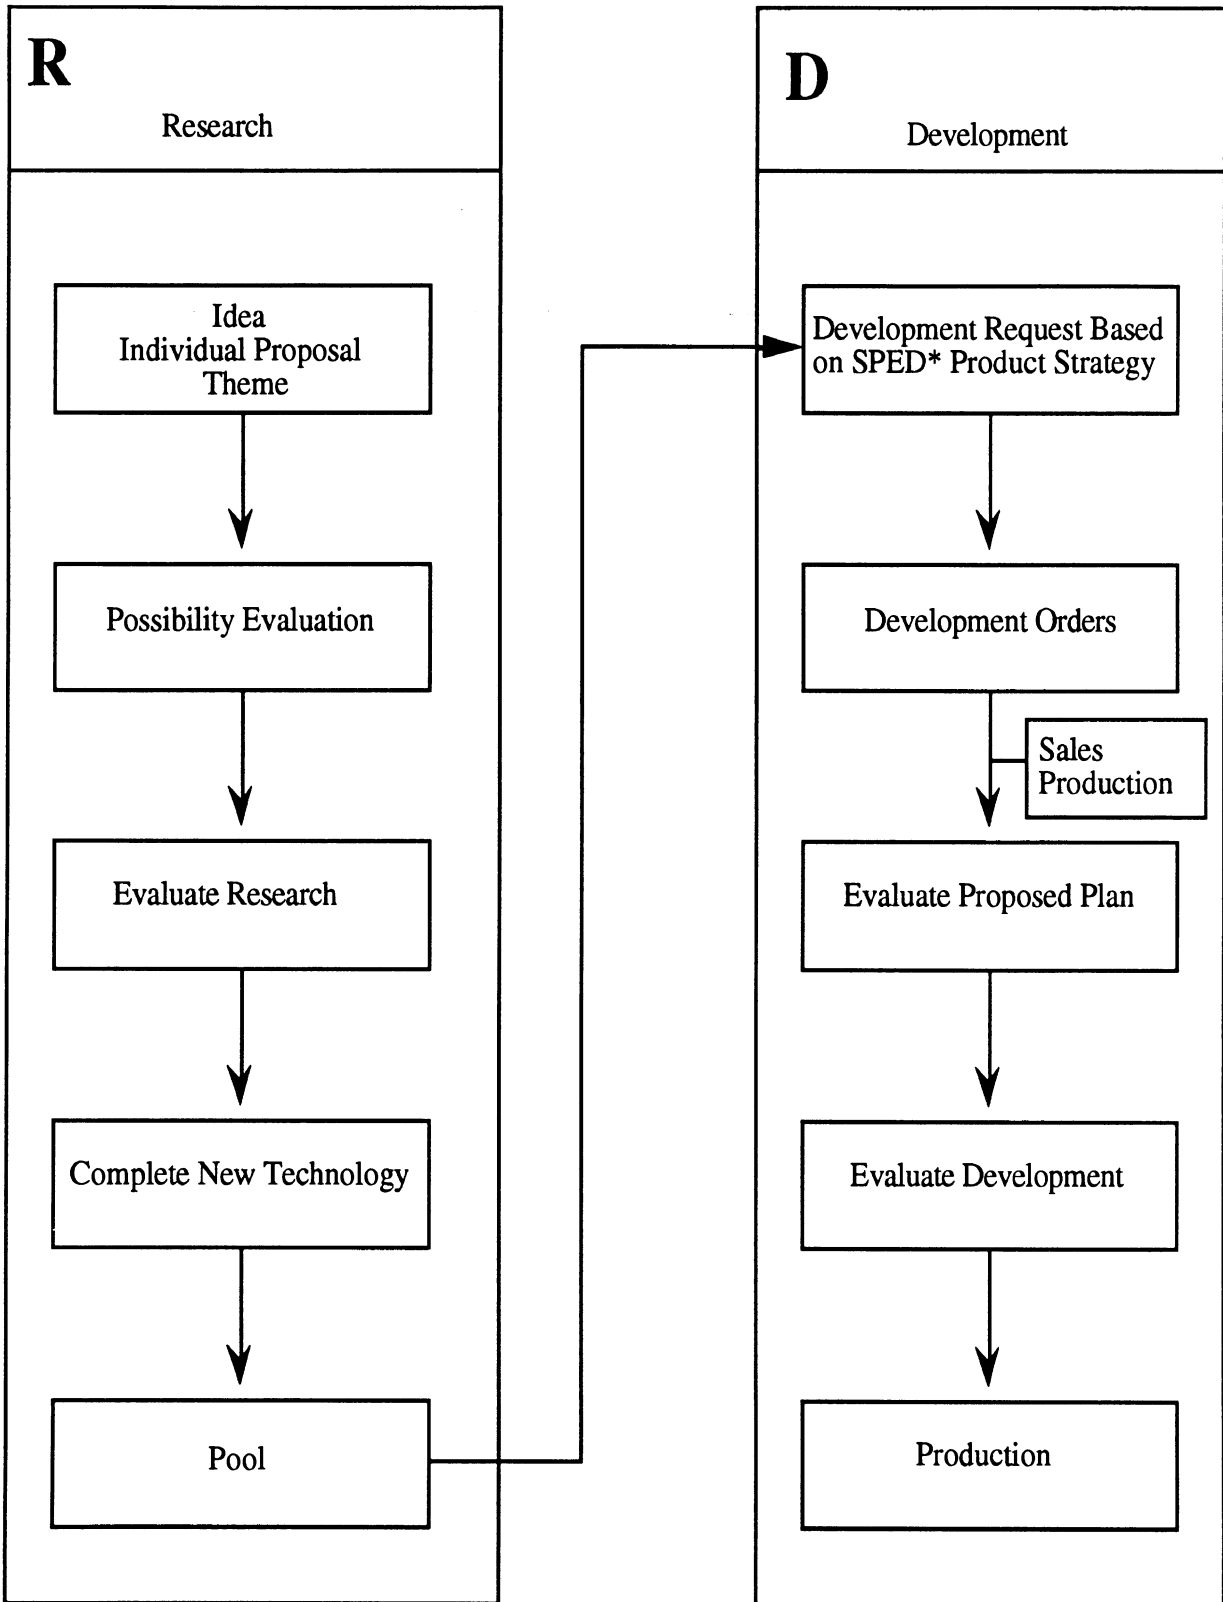 R
Research
Idea
Individual Proposal
Theme
Possibility Evaluation
Evaluate Research
Complete New Technology
Pool
D
Development
Development Request Based
on SPED* Product Strategy
Development Orders
Sales
Production
Evaluate Proposed Plan
Evaluate Development
Production